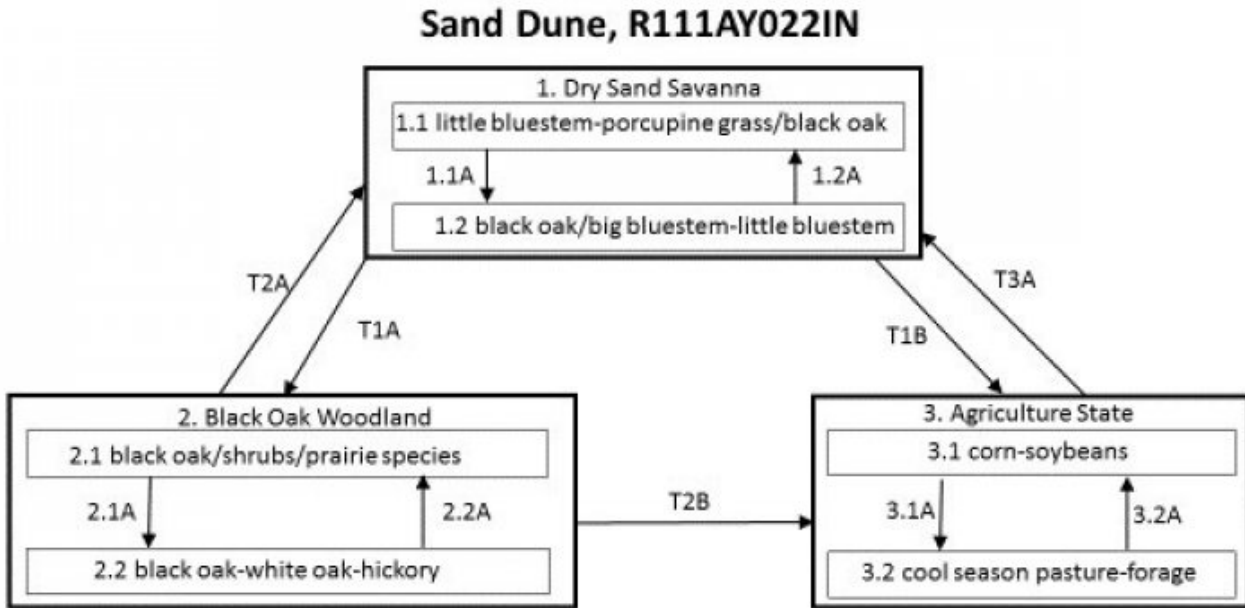 Sand Dune, R111AY022IN
1. Dry Sand Savanna
1.1 little bluestem-porcupine grass/black oak
1.1A
1.2A
1.2 black oak/big bluestem-little bluestem
T2A
T1A
T1B
T3A
2. Black Oak Woodland
2.1 black oak/shrubs/prairie species
2.1A
2.2A
2.2 black oak-white oak-hickory
T2B
3. Agriculture State
3.1 corn-soybeans
3.1A
3.2A
3.2 cool season pasture-forage